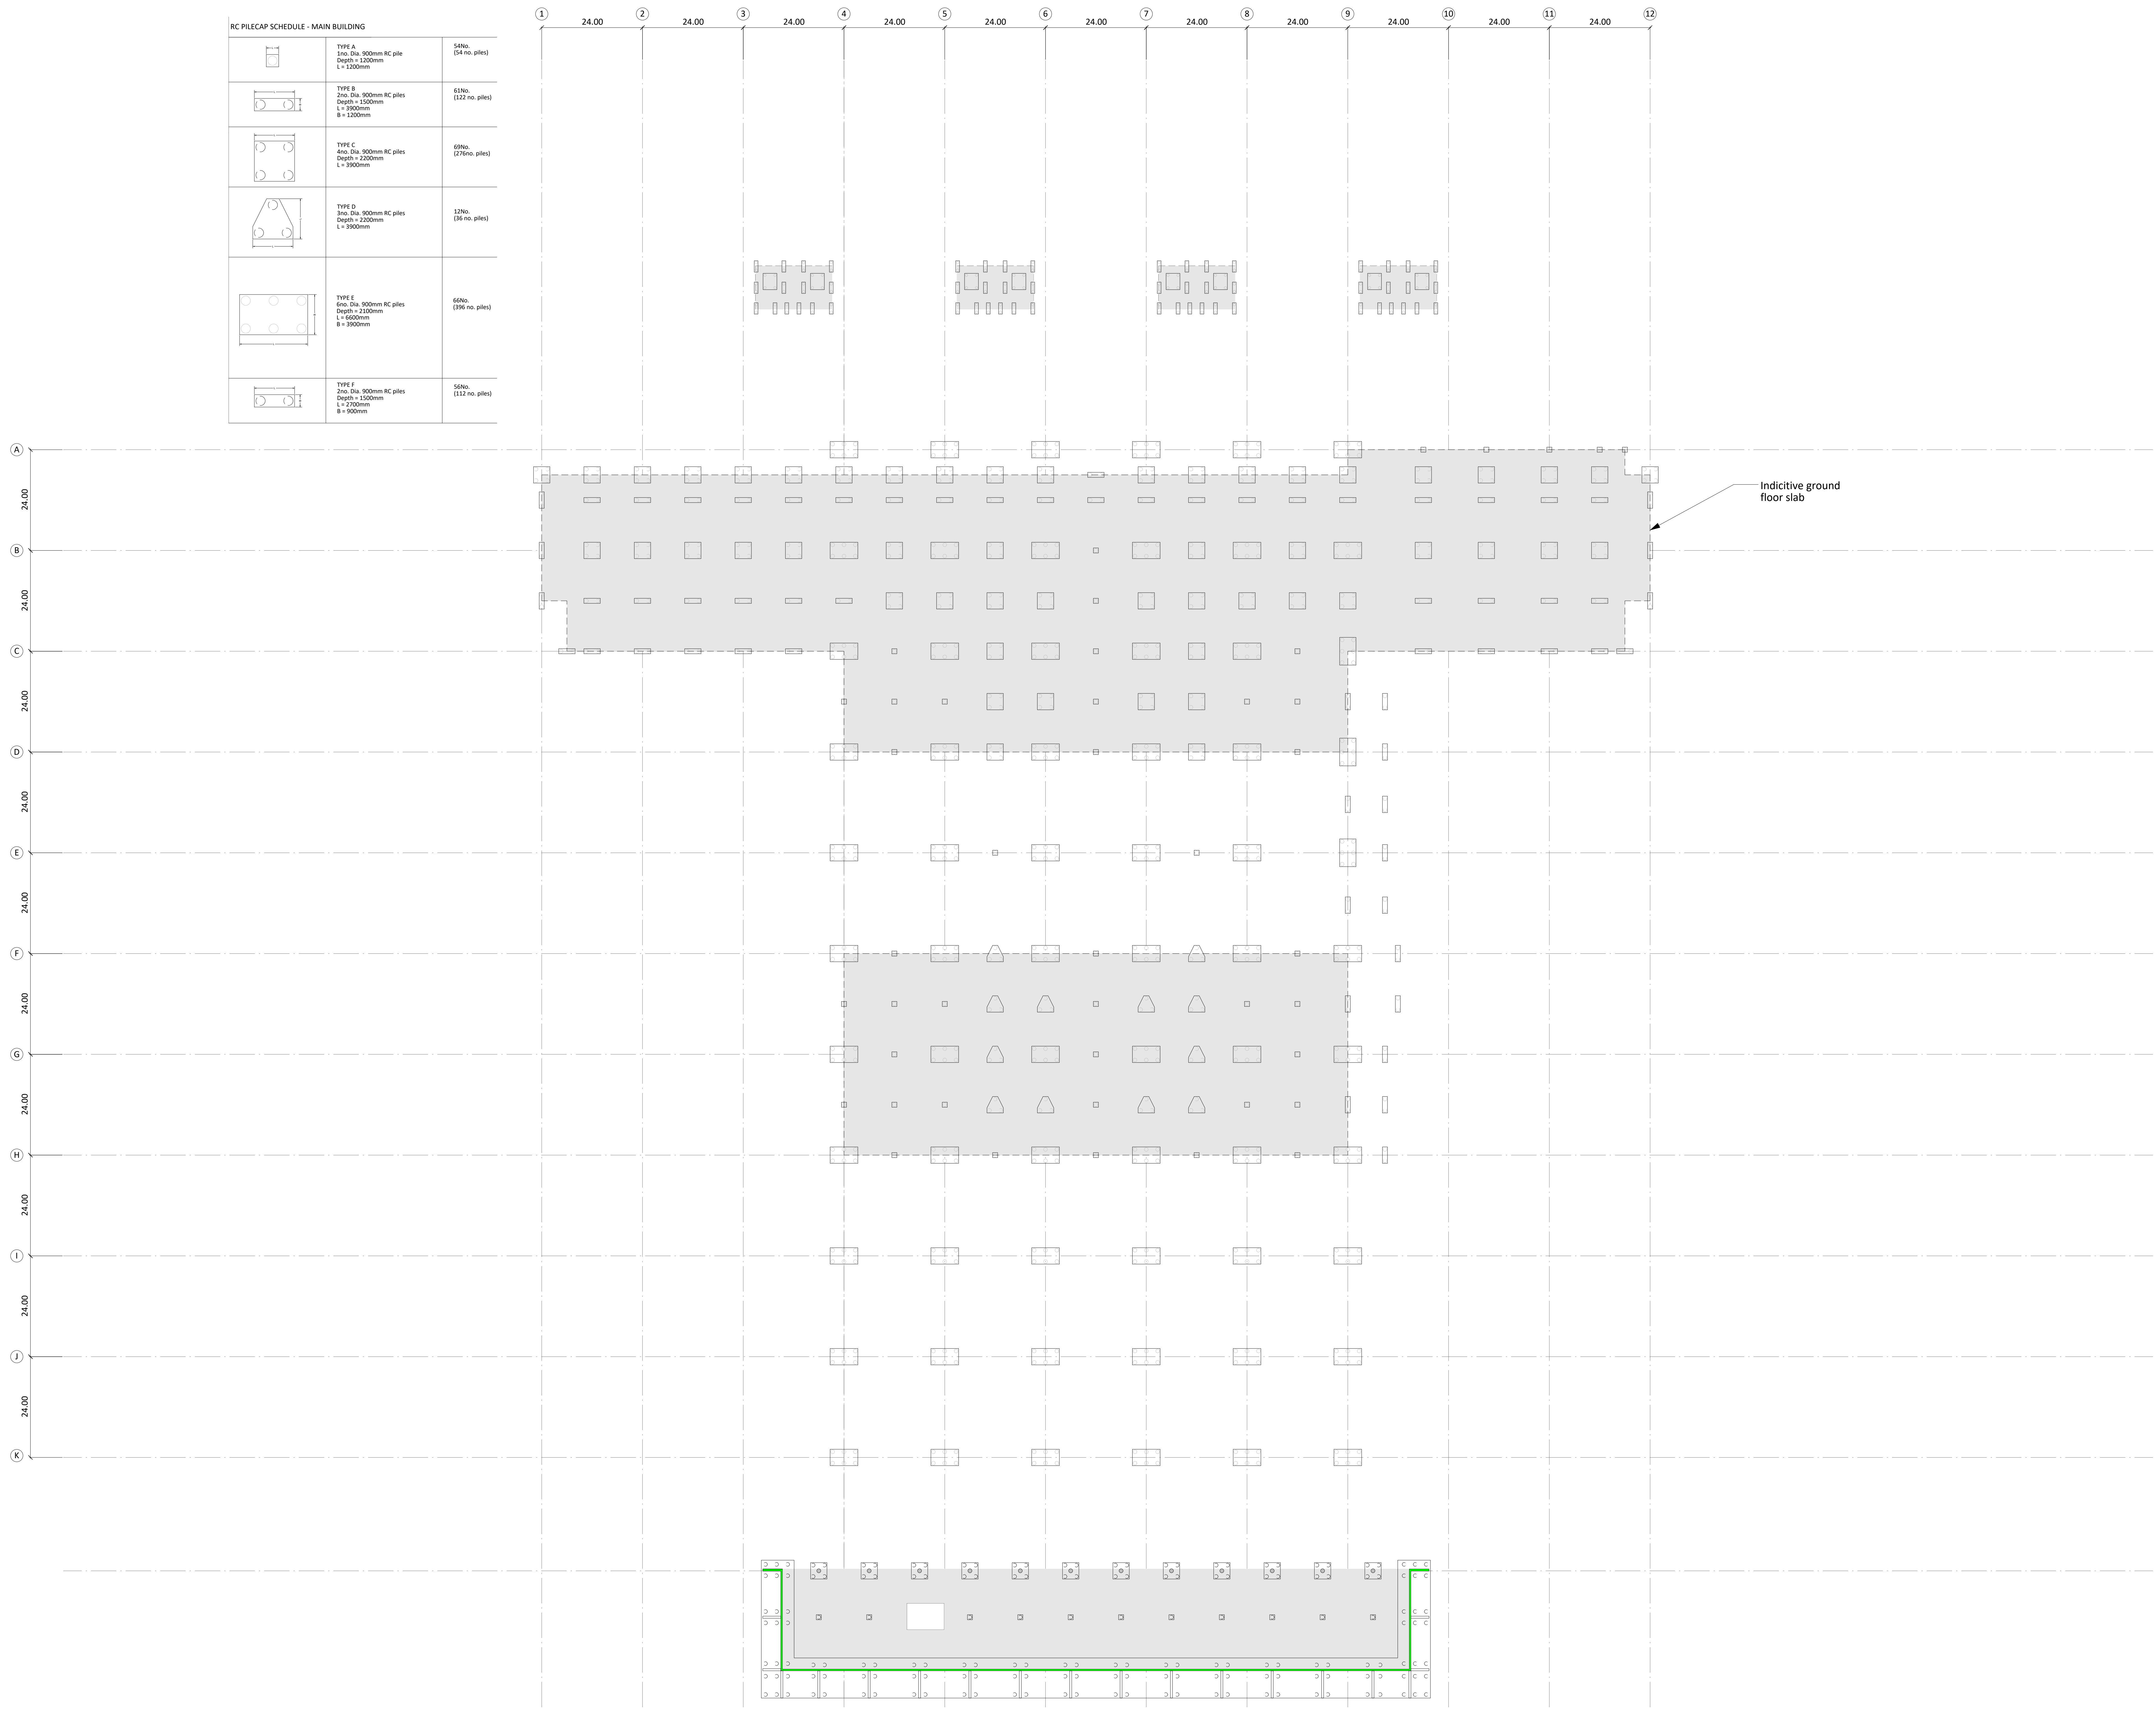 1
2
3
4
5
6
7
8
9
10
11
12
24.00
24.00
24.00
24.00
24.00
24.00
24.00
24.00
24.00
24.00
24.00
RC PILECAP SCHEDULE - MAIN BUILDING
TYPE A
1no. Dia. 900mm RC pile
Depth = 1200mm
L = 1200mm
54No.
(54 no. piles)
TYPE B
2no. Dia. 900mm RC piles
Depth = 1500mm
L = 3900mm
B = 1200mm
61No.
(122 no. piles)
TYPE C
4no. Dia. 900mm RC piles
Depth = 2200mm
L = 3900mm
69No.
(276no. piles)
TYPE D
3no. Dia. 900mm RC piles
Depth = 2200mm
L = 3900mm
12No.
(36 no. piles)
TYPE E
6no. Dia. 900mm RC piles
Depth = 2100mm
L = 6600mm
B = 3900mm
66No.
(396 no. piles)
TYPE F
2no. Dia. 900mm RC piles
Depth = 1500mm
L = 2700mm
B = 900mm
56No.
(112 no. piles)
A
24.00
B
24.00
C
24.00
D
24.00
E
24.00
F
24.00
G
24.00
H
24.00
I
24.00
J
24.00
K
Indicitive ground
floor slab